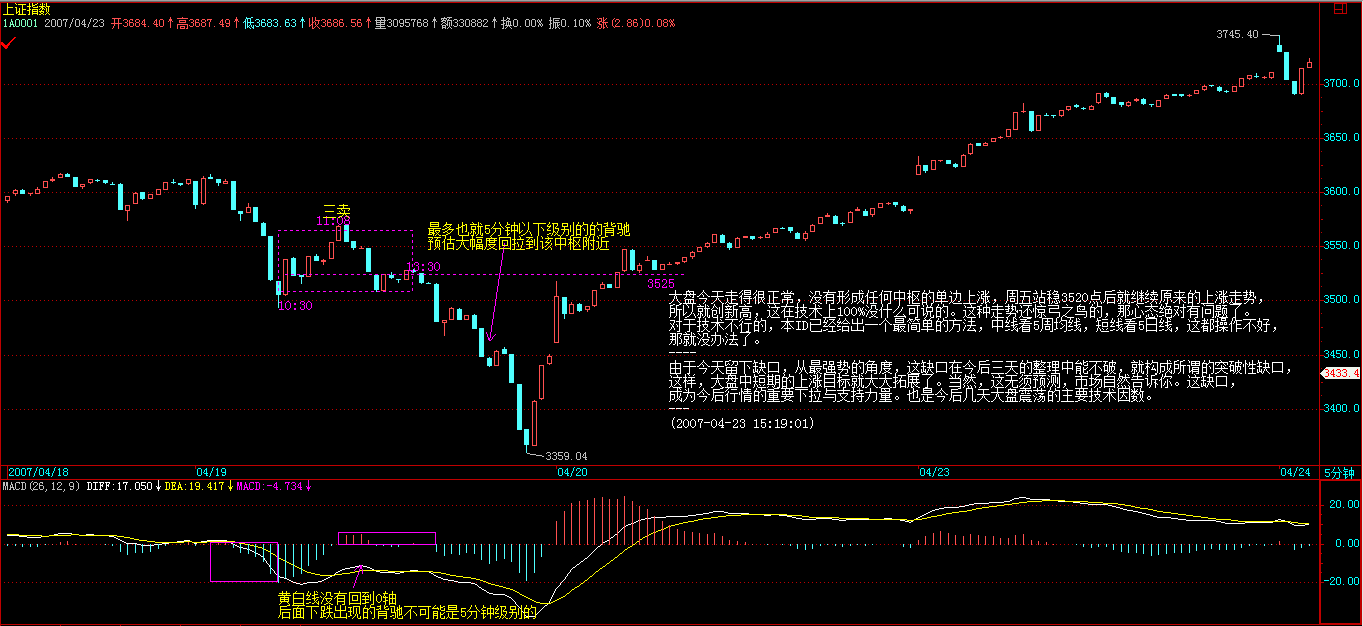 上证指数
1A0001 2007/04/23 开3684.40↑高3687.49↑低3683.63↑收3686.56↑量3095768↑额330882↑换0.00% 振0.10% 涨(2.86)0.08%
3745.40
3700.0
3650.0
3600.0
三卖
11:05
最多也就5分钟以下级别的的背驰
预估大幅度回拉到该中枢附近
3550.0
13:30
3525
10:30
3500.0
大盘今天走得很正常，没有形成任何中枢的单边上涨，周五站稳3520点后就继续原来的上涨走势，
所以就创新高，这在技术上100%没什么可说的。这种走势还惊弓之鸟的，那心态绝对有问题了。
对于技术不行的，本ID已经给出一个最简单的方法，中线看5周均线，短线看5日线，这都操作不好，
那就没办法了。
----
3450.0
由于今天留下缺口，从最强势的角度，这缺口在今后三天的整理中能不破，就构成所谓的突破性缺口，
3433.4
这样，大盘中短期的上涨目标就大大拓展了。当然，这无须预测，市场自然告诉你。这缺口，
成为今后行情的重要下拉与支持力量。也是今后几天大盘震荡的主要技术因数。
3400.0
---
(2007-04-23 15:19:01)
3359.04
2007/04/18 04/19 04/20 04/23 04/24 5分钟
MACD(26,12,9) DIFF:17.050↓DEA:19.417↓MACD:-4.734↓
20.00
0.00
-20.00
黄白线没有回到0轴
后面下跌出现的背驰不可能是5分钟级别的